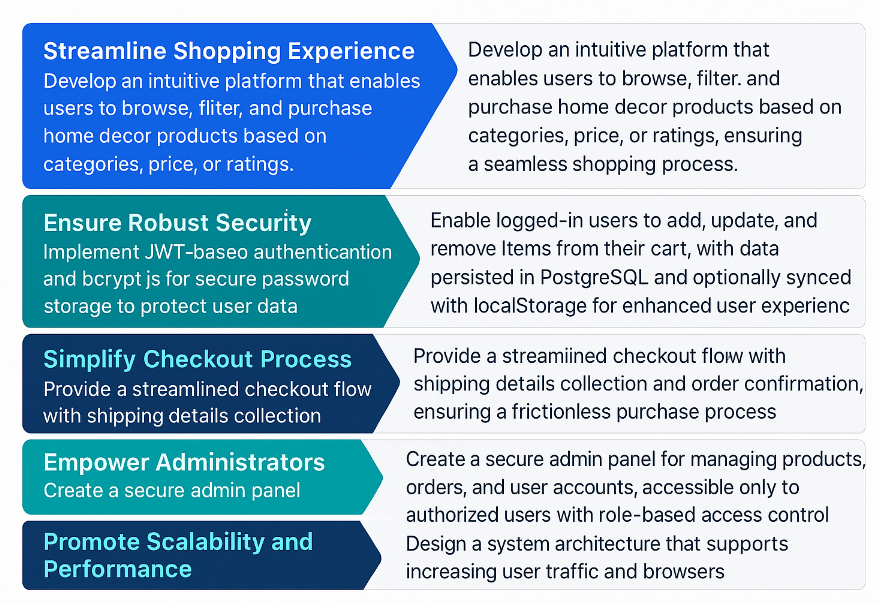 Streamline Shopping Experience
Develop an intuitive platform that enables
users to browse, fliter, and purchase
home decor products based on
categories, price, or ratings.
Develop an intuitive platform that
enables users to browse, filter. and
purchase home decor products based on
categories, price, or ratings, ensuring
a seamless shopping process.
Ensure Robust Security
Implement JWT-baseo authenticantion
and bcrypt js for secure password
storage to protect user data
Enable logged-in users to add, update, and
remove Items from their cart, with data
persisted in PostgreSQL and optionally synced
with localStorage for enhanced user experienc
Simplify Checkout Process
Provide a streamlined checkout flow
with shipping details collection
Provide a streamiined checkout flow with
shipping details collection and order confirmation,
ensuring a frictionless purchase process
Empower Administrators
Create a secure admin panel
Create a secure admin panel for managing products,
orders, and user accounts, accessible only to
authorized users with role-based access control
Promote Scalability and
Performance
Design a system architecture that supports
increasing user traffic and browsers